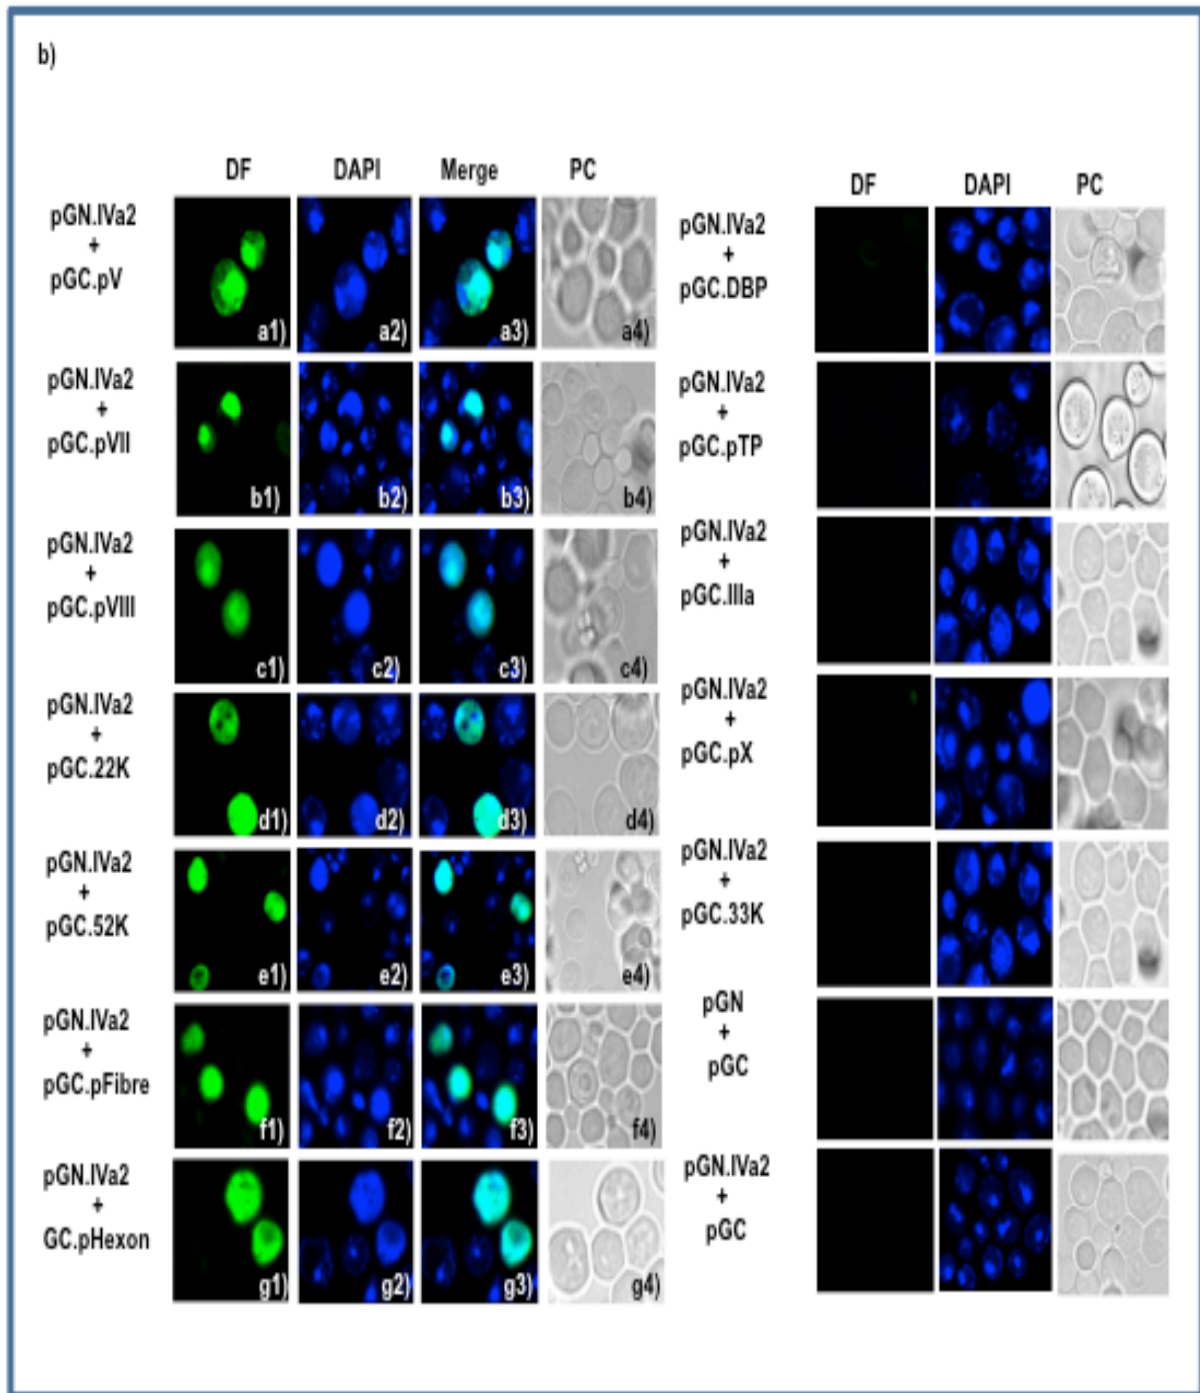 b)
DF DAPI Merge PC
pGN.IVa2
+
pGC.pV
a1) a2) a3) a4)
pGN.IVa2
+
pGC.pVII
b1) b2) b3) b4)
pGN.IVa2
+
pGC.pVIII
c1) c2) c3) c4)
pGN.IVa2
+
pGC.22K
d1) d2) d3) d4)
pGN.IVa2
+
pGC.52K
e1) e2) e3) e4)
pGN.IVa2
+
pGC.pFibre
f1) f2) f3) f4)
pGN.IVa2
+
GC.pHexon
g1) g2) g3) g4)
DF DAPI PC
pGN.IVa2
+
pGC.DBP
pGN.IVa2
+
pGC.pTP
pGN.IVa2
+
pGC.IIIa
pGN.IVa2
+
pGC.pX
pGN.IVa2
+
pGC.33K
pGN
+
pGC
pGN.IVa2
+
pGC